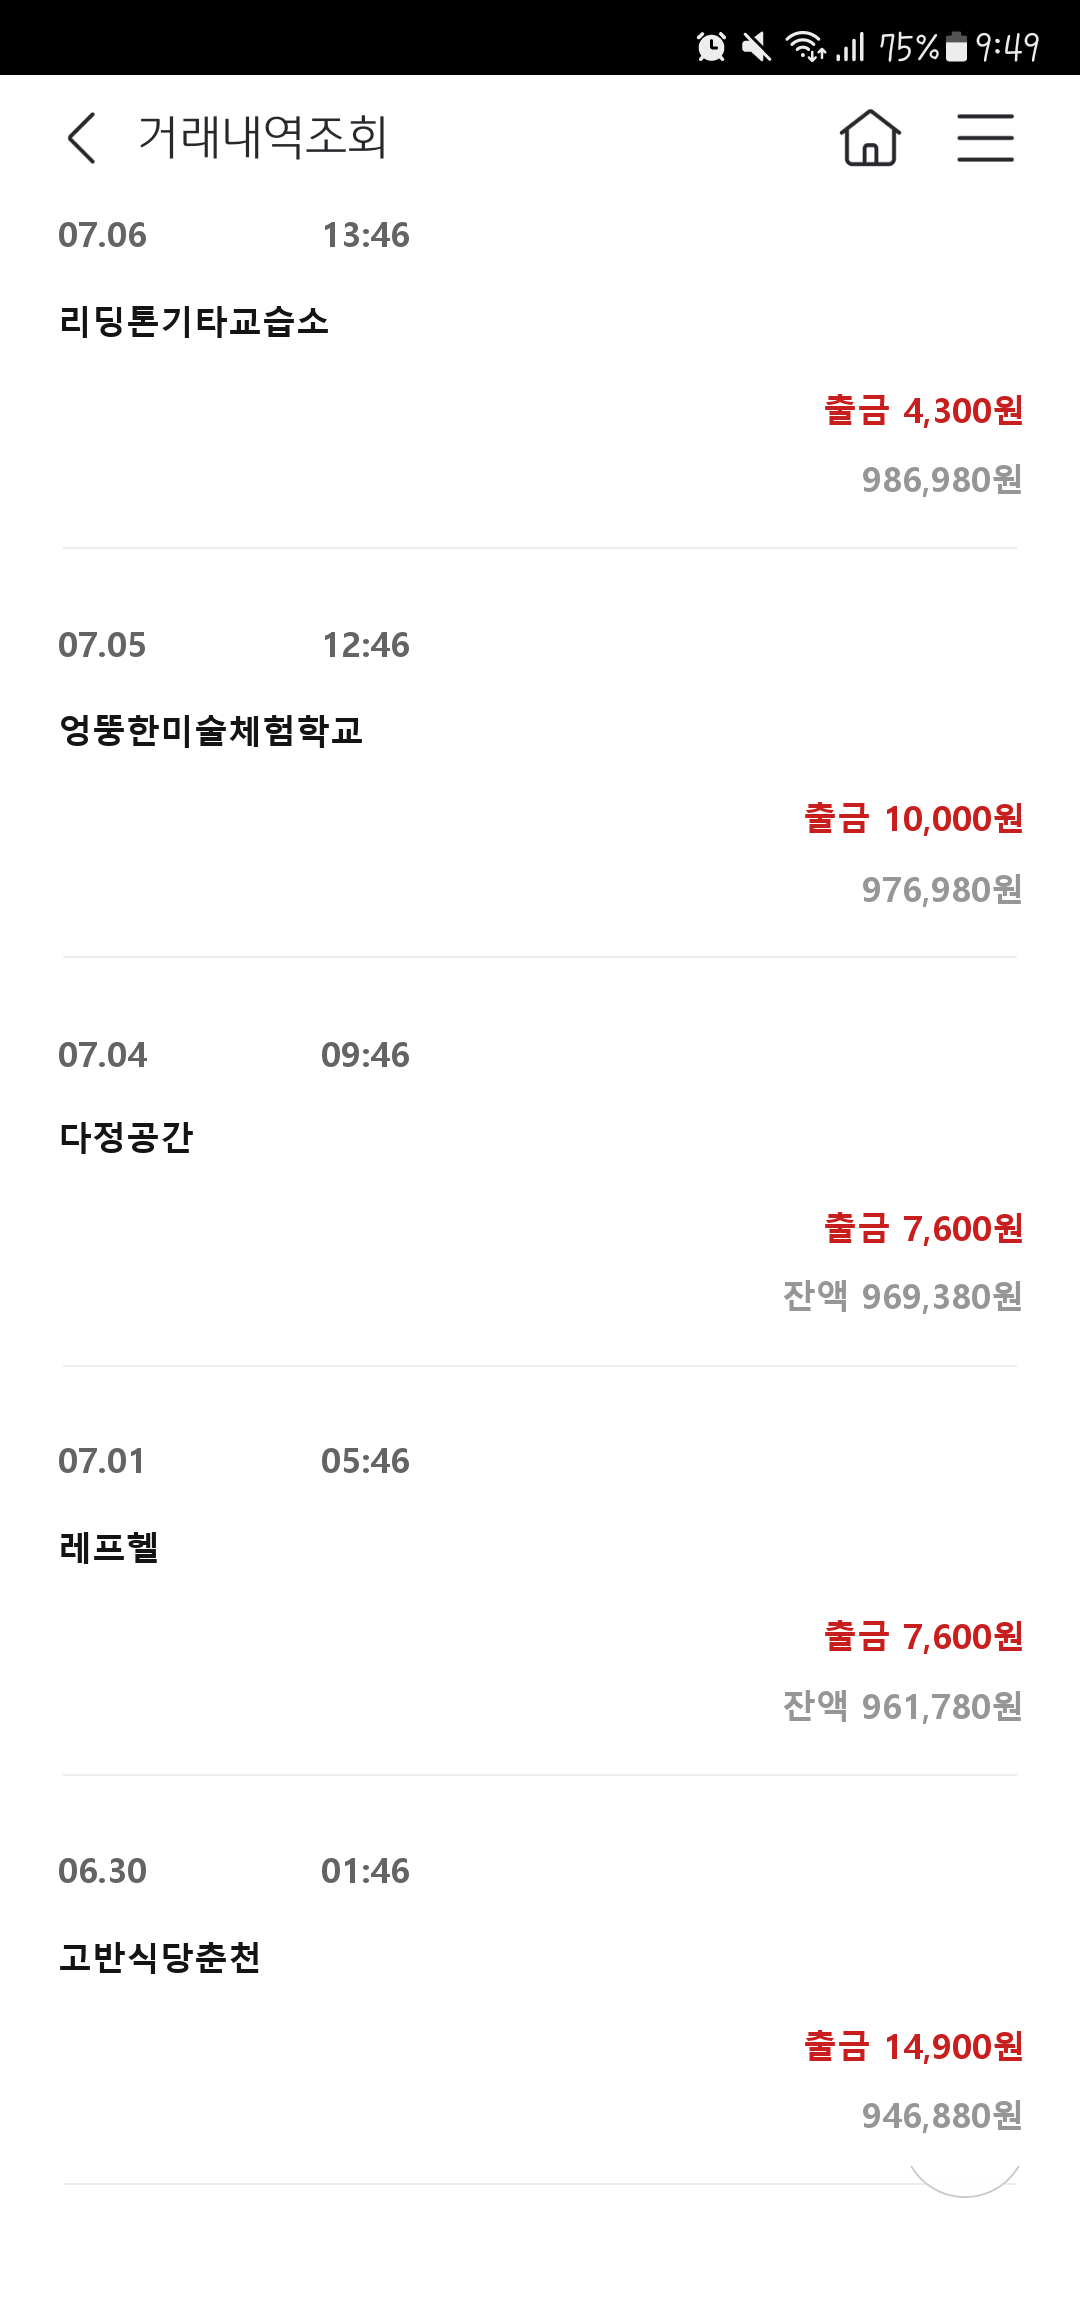 75% 9:49
거래내역조회
07.06 13:46
리딩톤기타교습소
출금 4,300원
986,980원
07.05 12:46
엉뚱한미술체험학교
출금 10,000원
976,980원
07.04 09:46
다정공간
출금 7,600원
잔액 969,380원
07.01 05:46
레프헬
출금 7,600원
잔액 961,780원
06.30 01:46
고반식당춘천
출금 14,900원
946,880원